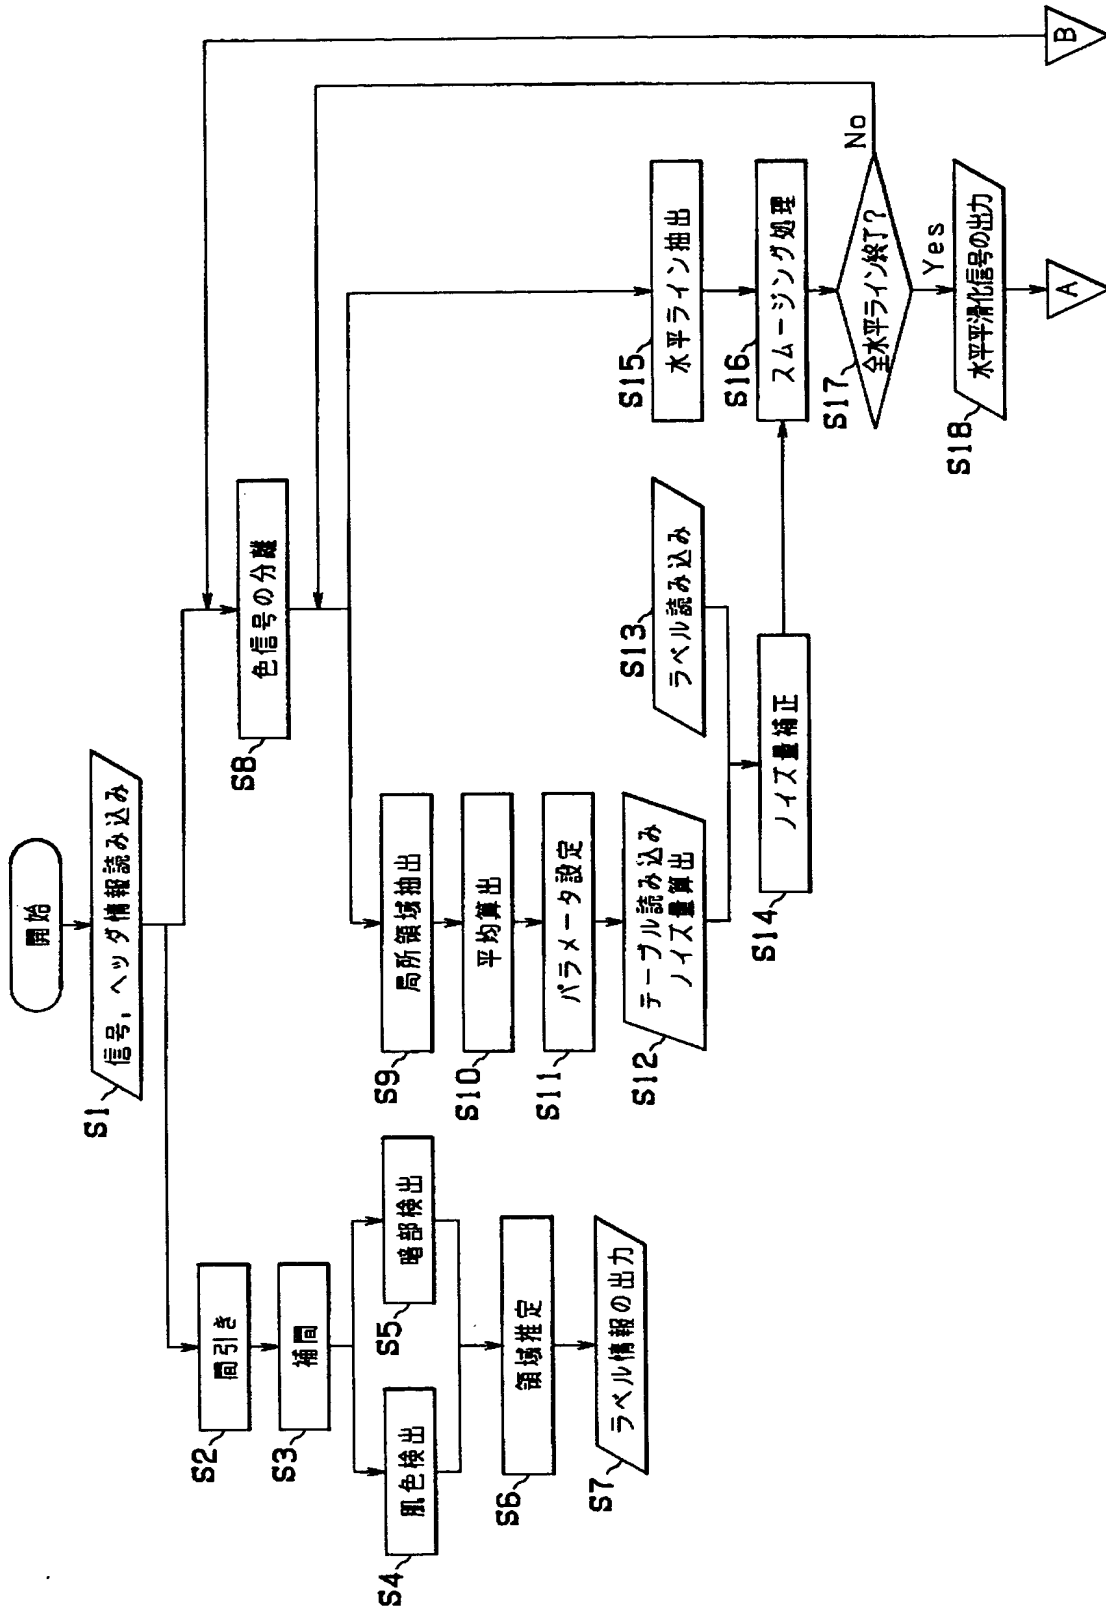 開始
S1
信号，ヘッダ情報読み込み
S2
間引き
S3
補間
S4
肌色検出
S5
暗部検出
S6
領域推定
S7
ラベル情報の出力
S8
色信号の分離
S9
局所領域抽出
S10
平均算出
S11
パラメータ設定
S12
テーブル読み込み
ノイズ量算出
S13
ラベル読み込み
S14
ノイズ量補正
S15
水平ライン抽出
S16
スムージング処理
S17
全水平ライン終了?
No
Yes
S18
水平平滑化信号の出力
A
B